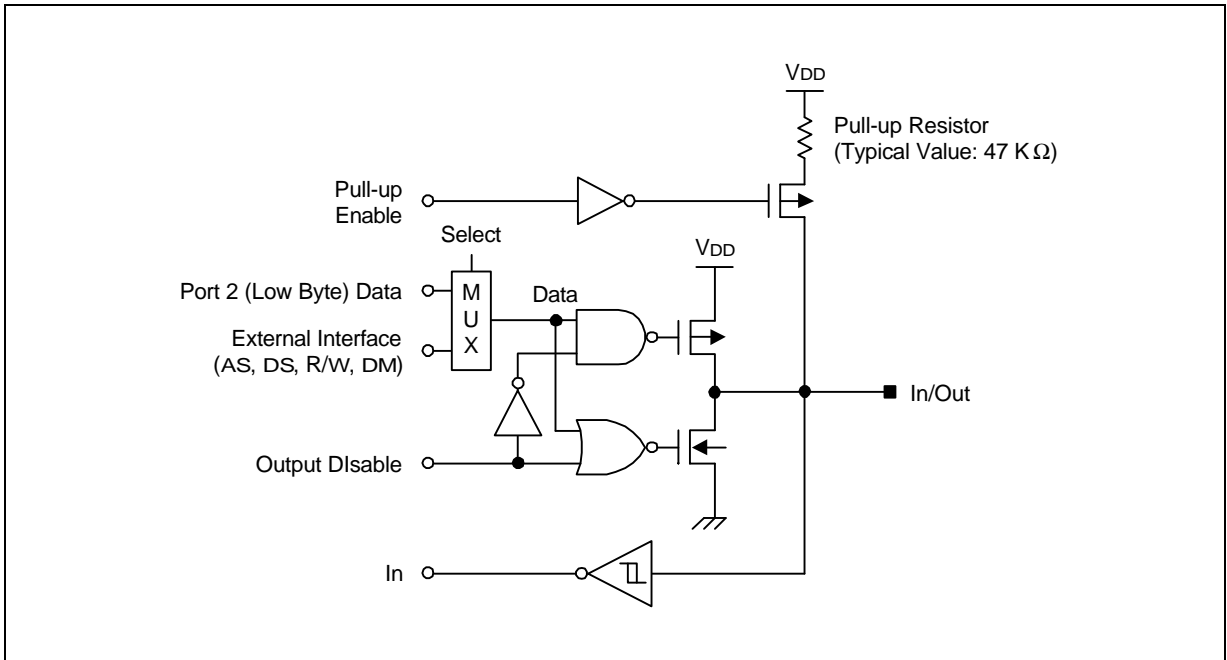 VDD
Pull-up Resistor
(Typical Value: 47 KΩ)
Pull-up
Enable
Select
VDD
Port 2 (Low Byte) Data
M
U
X
Data
External Interface
(AS, DS, R/W, DM)
In/Out
Output DIsable
In